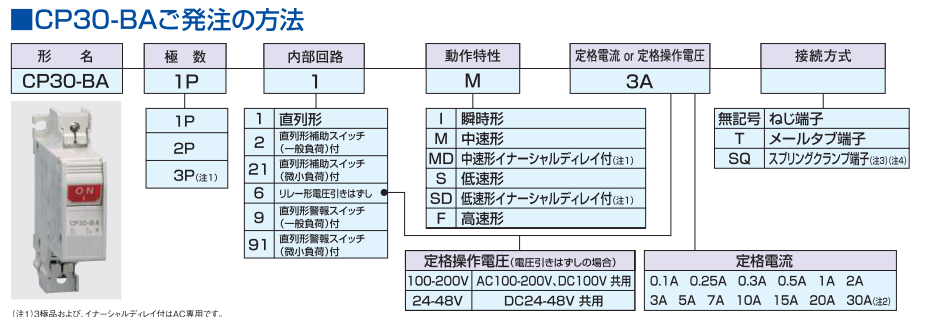 ■CP30-BAご発注の方法
形 名 極 数 内部回路 動作特性 定格電流 or 定格操作電圧 接続方式
CP30-BA 1P 1 M 3A
1P
2P
3P(注1)
1 直列形
2 直列形補助スイッチ
(一般負荷)付
21 直列形補助スイッチ
(微小負荷)付
6 リレー形電圧引きはずし
9 直列形警報スイッチ
(一般負荷)付
91 直列形警報スイッチ
(微小負荷)付
I 瞬時形
M 中速形
MD 中速形イナーシャルディレイ付(注1)
S 低速形
SD 低速形イナーシャルディレイ付(注1)
F 高速形
無記号 ねじ端子
T メールタブ端子
SQ スプリングクランプ端子(注3)(注4)
定格操作電圧(電圧引きはずしの場合)
100-200V AC100-200V、DC100V 共用
24-48V DC24-48V 共用
定格電流
0.1A 0.25A 0.3A 0.5A 1A 2A
3A 5A 7A 10A 15A 20A 30A(注2)
ON
CP30-BA
(注1)3極品および、イナーシャルディレイ付はAC専用です。